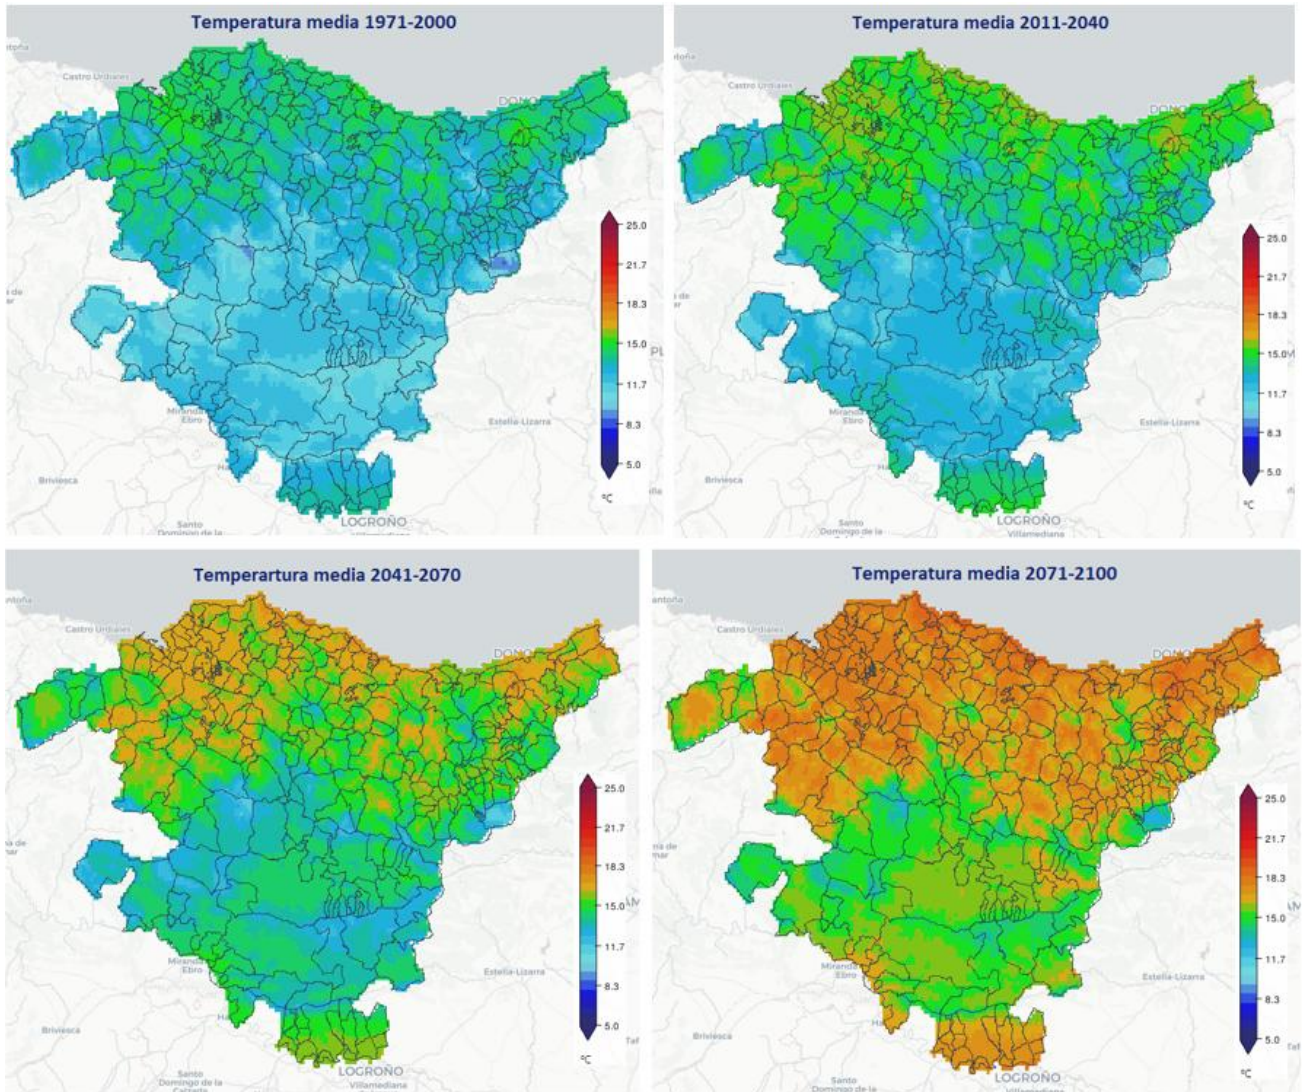 Temperatura media 1971-2000
Castro Urdiales
25.0
21.7
18.3
15.0
11.7
8.3
5.0
°C
Miranda
Ebro
Estella-Lizarra
Briviesca
Santo
Domingo de la
LOGROÑO
Villamediana
Temperatura media 2011-2040
Castro Urdiales
25.0
21.7
18.3
15.0
11.7
8.3
5.0
°C
Miranda
Ebro
Estella-Lizarra
Briviesca
Santo
LOGROÑO
Villamediana
Temperartura media 2041-2070
Castro Urdiales
25.0
21.7
18.3
15.0
11.7
8.3
5.0
°C
Miranda
Ebro
Estella-Lizarra
Briviesca
Santo
Domingo de la
LOGROÑO
Villamediana
Temperatura media 2071-2100
Castro Urdiales
25.0
21.7
18.3
15.0
11.7
8.3
5.0
°C
Miranda
Ebro
Estella-Lizarra
Briviesca
Santo
Domingo de la
LOGROÑO
Villamediana